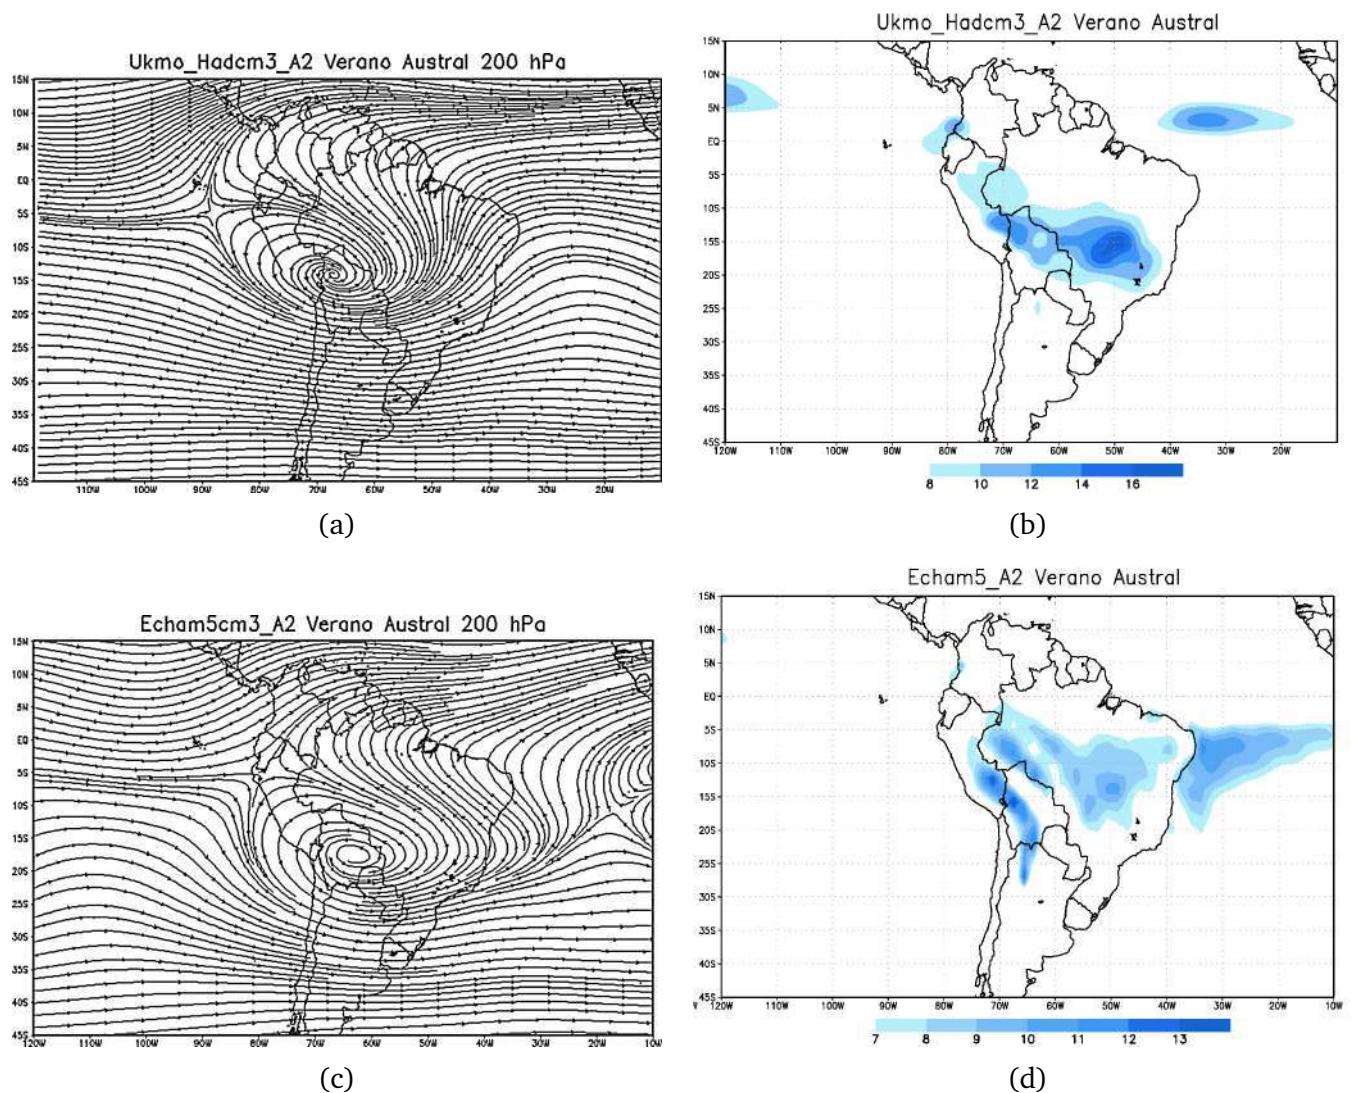 Ukmo_Hadcm3_A2 Verano Austral 200 hPa
15N
10N
5N
EQ
5S
10S
15S
20S
25S
30S
35S
40S
45S
110W 100W 90W 80W 70W 60W 50W 40W 30W 20W
(a)
Ukmo_Hadcm3_A2 Verano Austral
15N
10N
5N
EQ
5S
10S
15S
20S
25S
30S
35S
40S
45S
120W 110W 100W 90W 80W 70W 60W 50W 40W 30W 20W
8 10 12 14 16
(b)
Echam5cm3_A2 Verano Austral 200 hPa
15N
10N
5N
EQ
5S
10S
15S
20S
25S
30S
35S
40S
45S
120W 110W 100W 90W 80W 70W 60W 50W 40W 30W 20W 10W
(c)
Echam5_A2 Verano Austral
15N
10N
5N
EQ
5S
10S
15S
20S
25S
30S
35S
40S
45S
120W 110W 100W 90W 80W 70W 60W 50W 40W 30W 20W 10W
7 8 9 10 11 12 13
(d)